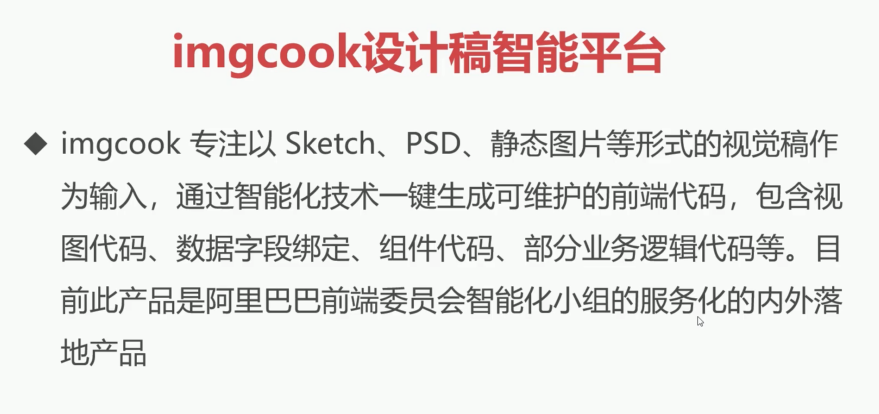 imgcook设计稿智能平台
◆ imgcook 专注以 Sketch、PSD、静态图片等形式的视觉稿作
为输入，通过智能化技术一键生成可维护的前端代码，包含视
图代码、数据字段绑定、组件代码、部分业务逻辑代码等。目
前此产品是阿里巴巴前端委员会智能化小组的服务化的内外落
地产品